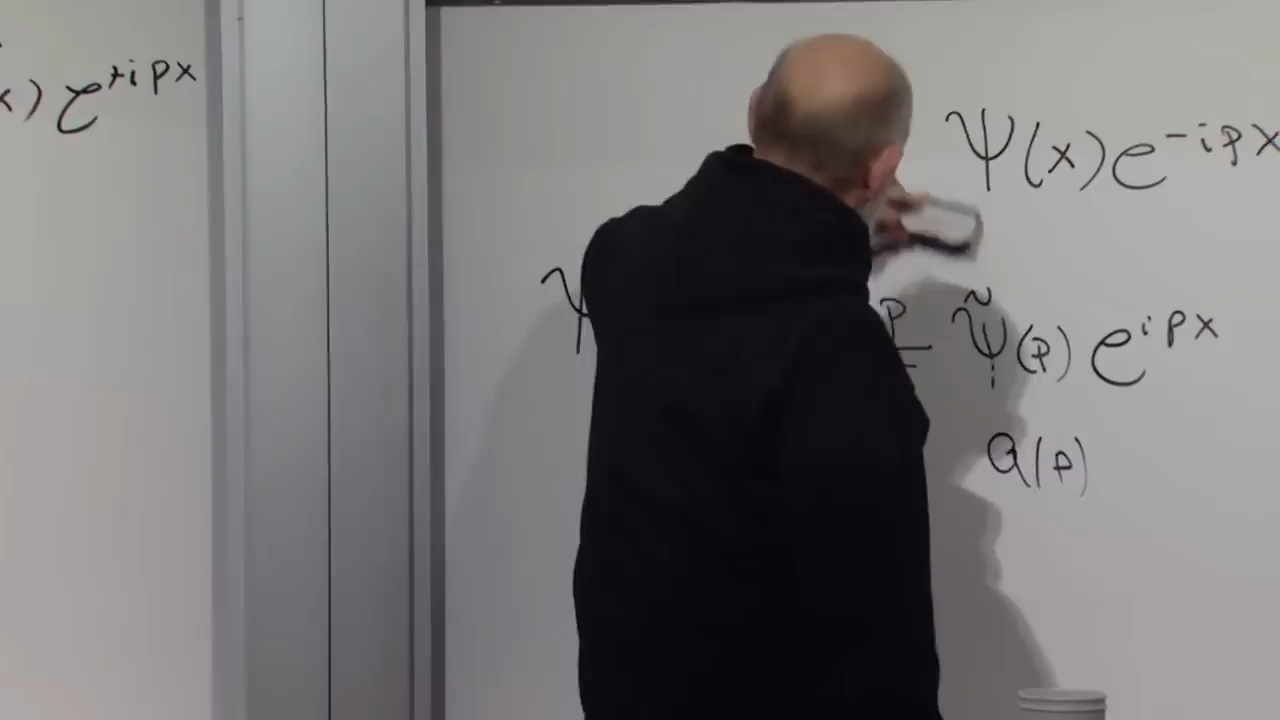 ) e^{+ipx}
Ψ(x) e^{-ipx}
Ψ P Ψ̃(p) e^{ipx}
a(p)